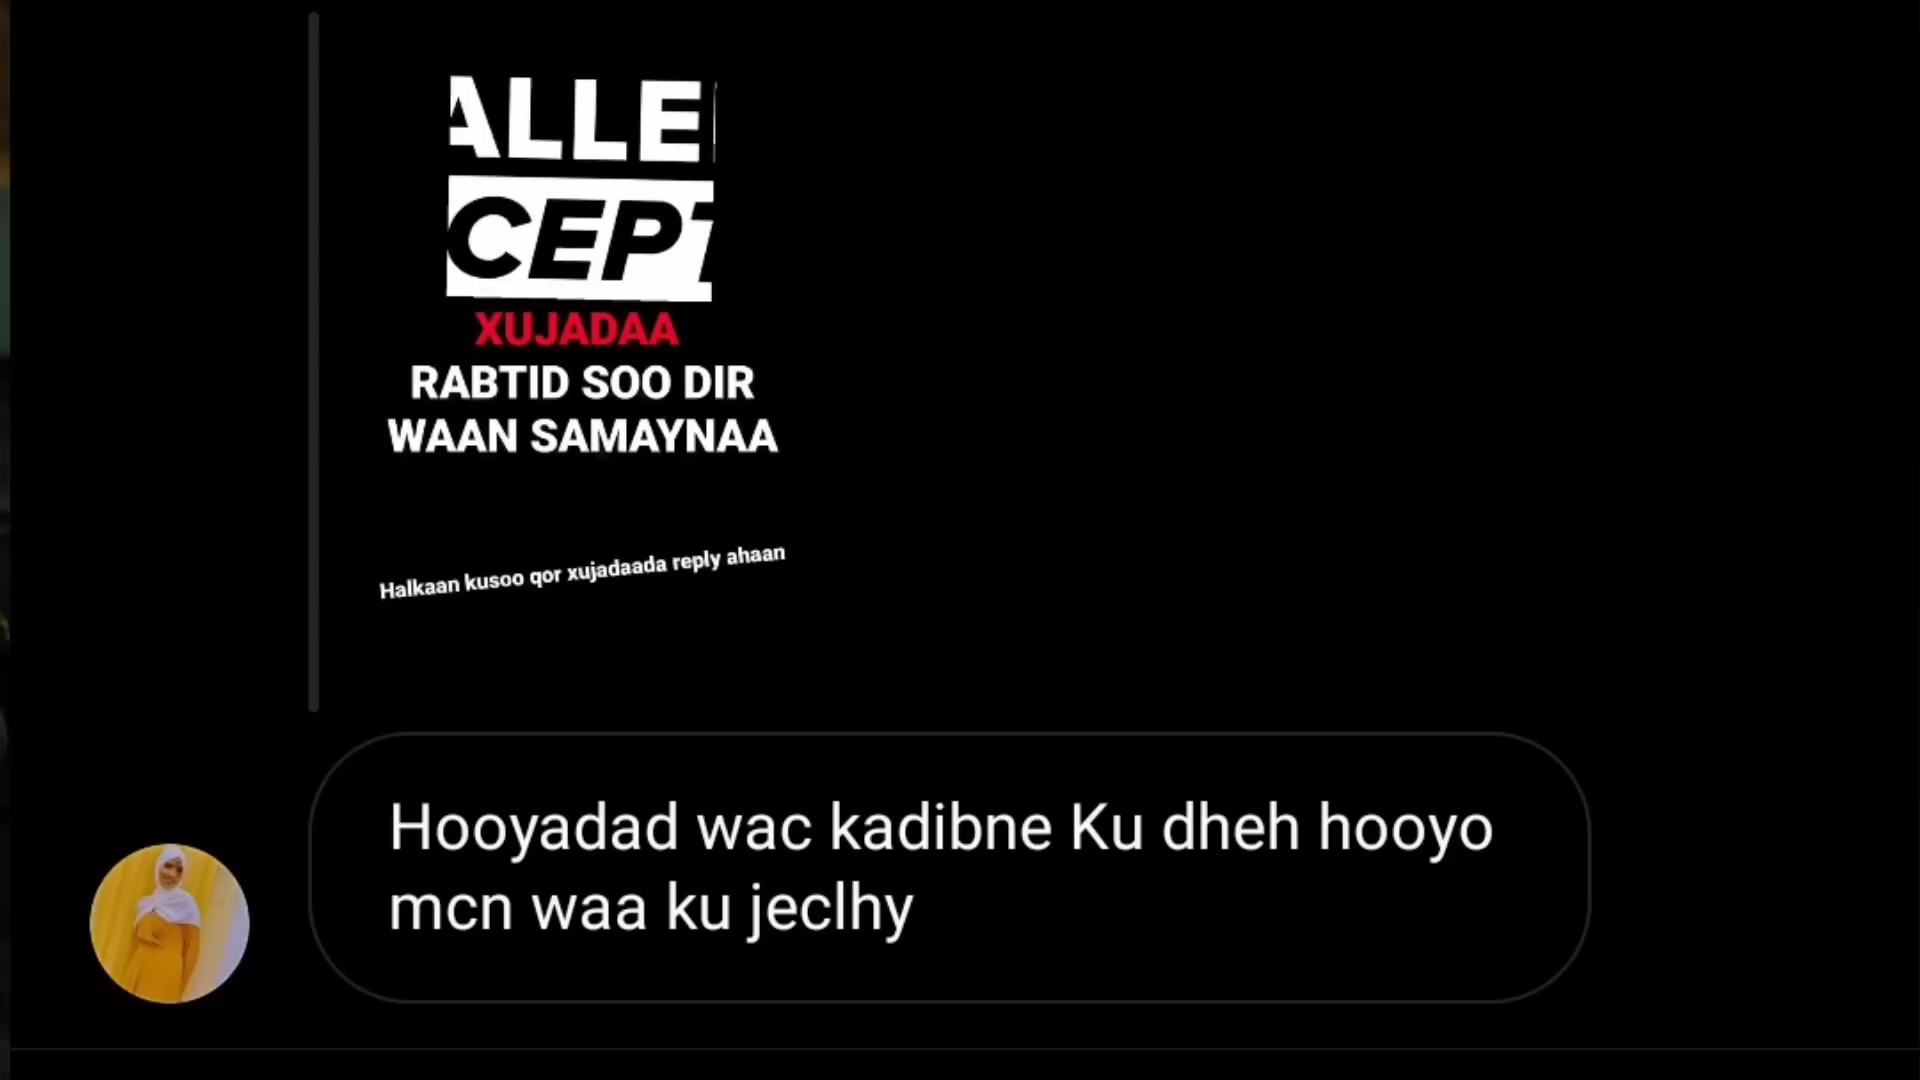 ALLE
CEPT
XUJADAA
RABTID SOO DIR
WAAN SAMAYNAA
Halkaan kusoo qor xujadaada reply ahaan
Hooyadad wac kadibne Ku dheh hooyo
mcn waa ku jeclhy